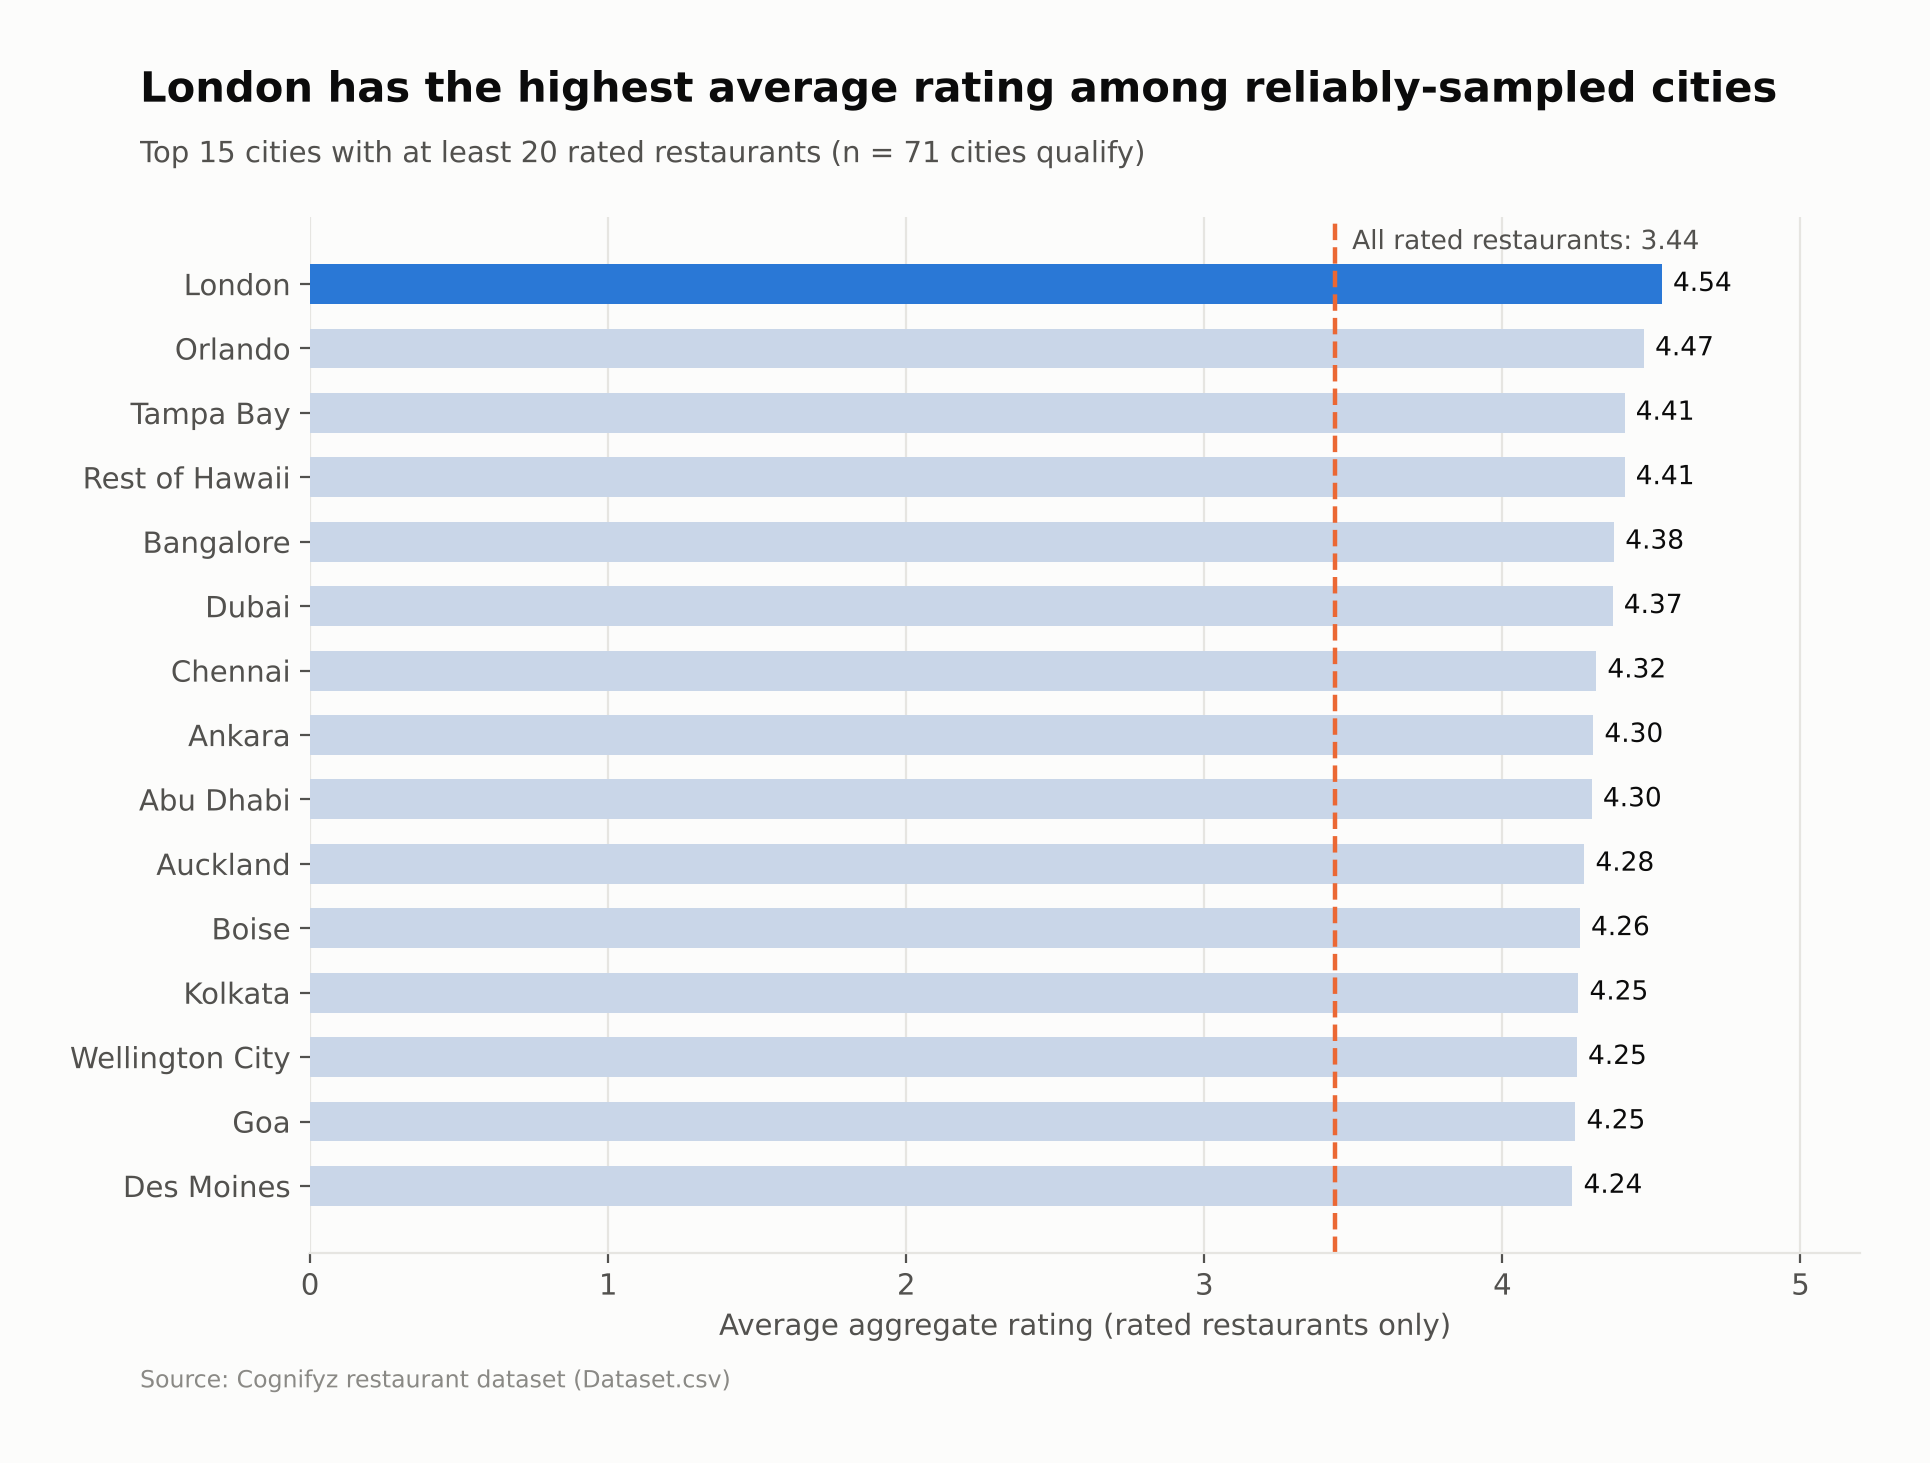 London has the highest average rating among reliably-sampled cities
Top 15 cities with at least 20 rated restaurants (n = 71 cities qualify)
All rated restaurants: 3.44
London 4.54
Orlando 4.47
Tampa Bay 4.41
Rest of Hawaii 4.41
Bangalore 4.38
Dubai 4.37
Chennai 4.32
Ankara 4.30
Abu Dhabi 4.30
Auckland 4.28
Boise 4.26
Kolkata 4.25
Wellington City 4.25
Goa 4.25
Des Moines 4.24
0 1 2 3 4 5
Average aggregate rating (rated restaurants only)
Source: Cognifyz restaurant dataset (Dataset.csv)